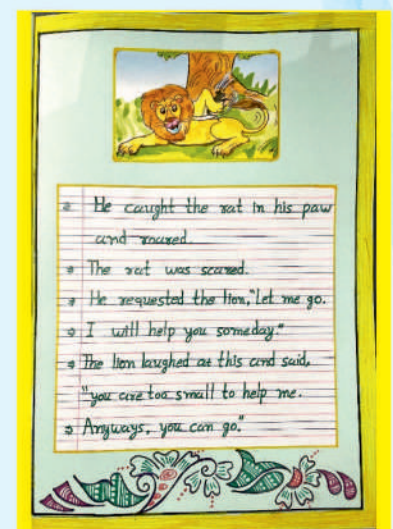 ⇒ He caught the rat in his paw
and roared.
⇒ The rat was scared.
⇒ He requested the lion,"let me go.
⇒ I will help you someday."
⇒ The lion laughed at this and said,
"you are too small to help me.
⇒ Anyways, you can go."